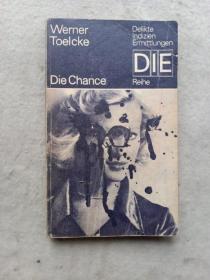 Werner
Toelcke
Die Chance
Delikte
Indizien
Ermittlungen
DIE
Reihe